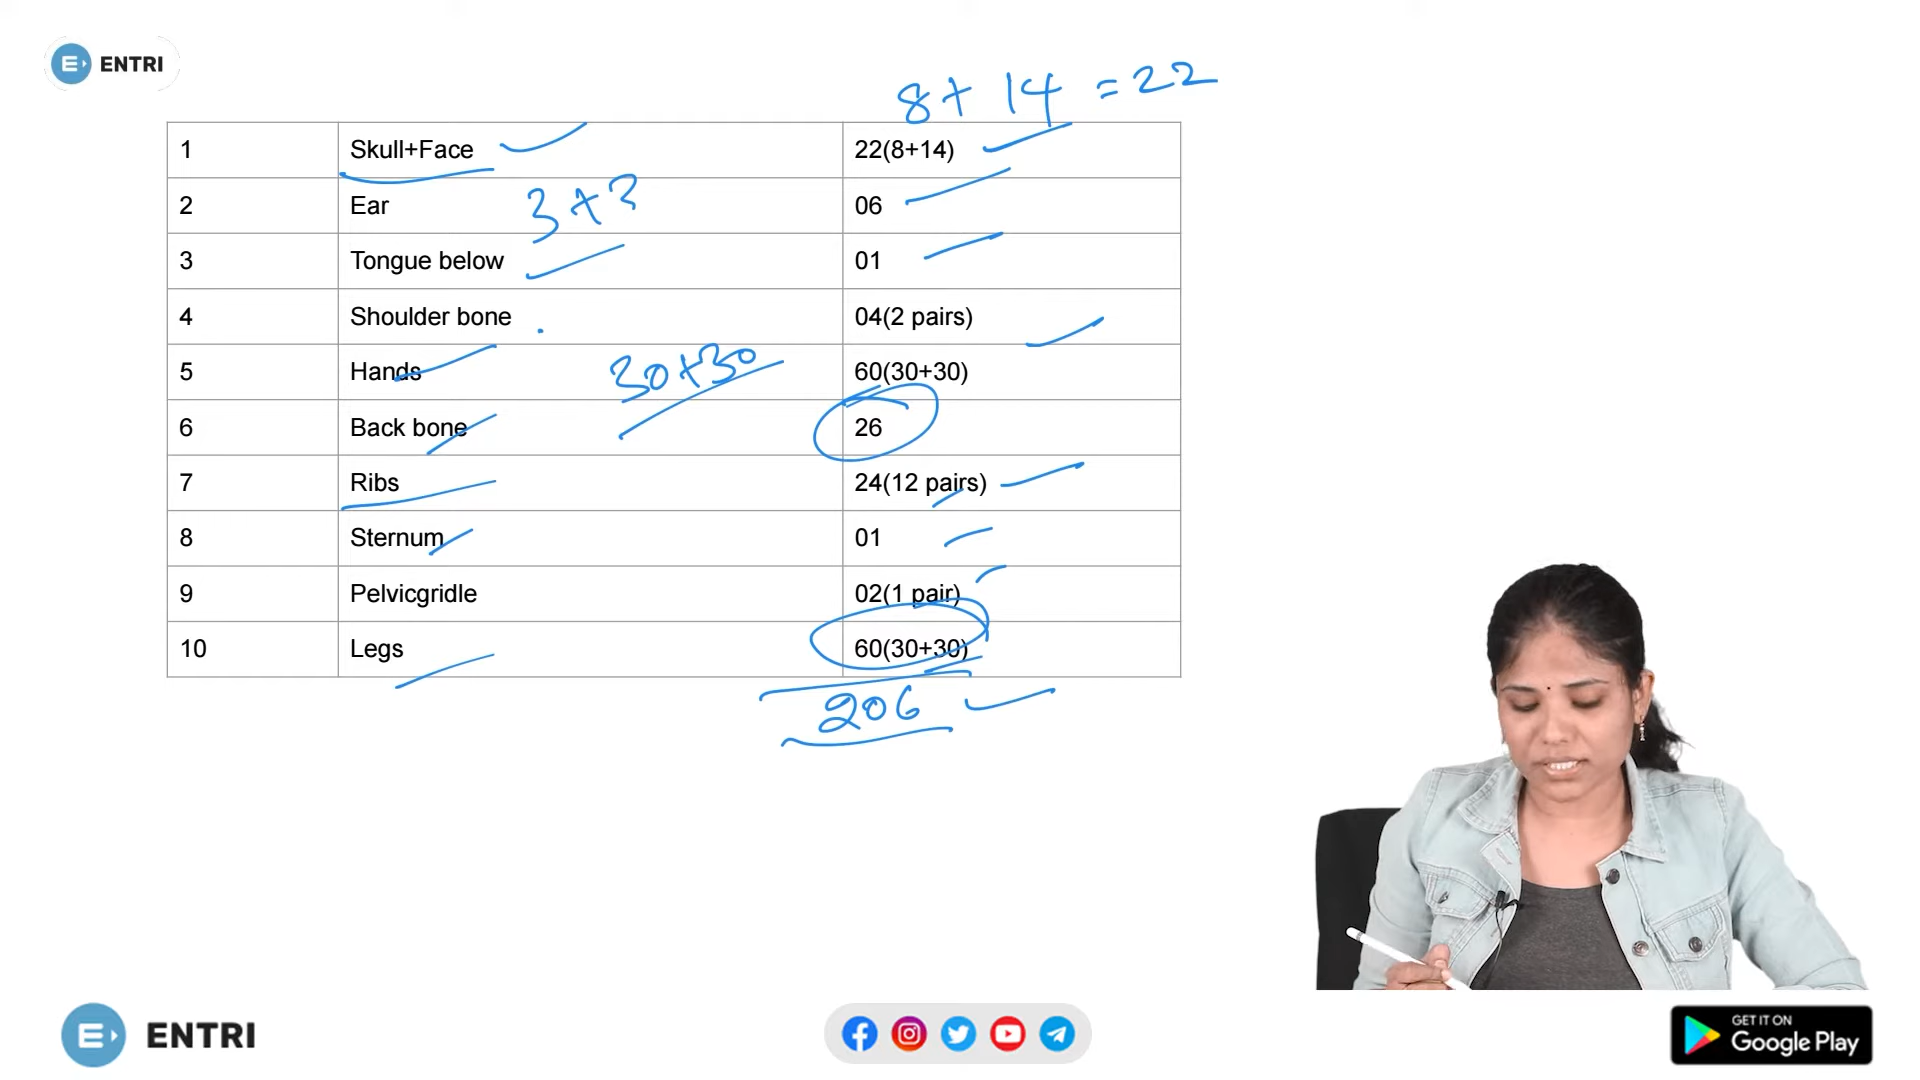 ENTRI
8+ 14 = 22
1 Skull+Face 22(8+14)
2 Ear 3+3 06
3 Tongue below 01
4 Shoulder bone 04(2 pairs)
5 Hands 30+30 60(30+30)
6 Back bone 26
7 Ribs 24(12 pairs)
8 Sternum 01
9 Pelvicgridle 02(1 pair)
10 Legs 60(30+30)
206
ENTRI
GET IT ON
Google Play